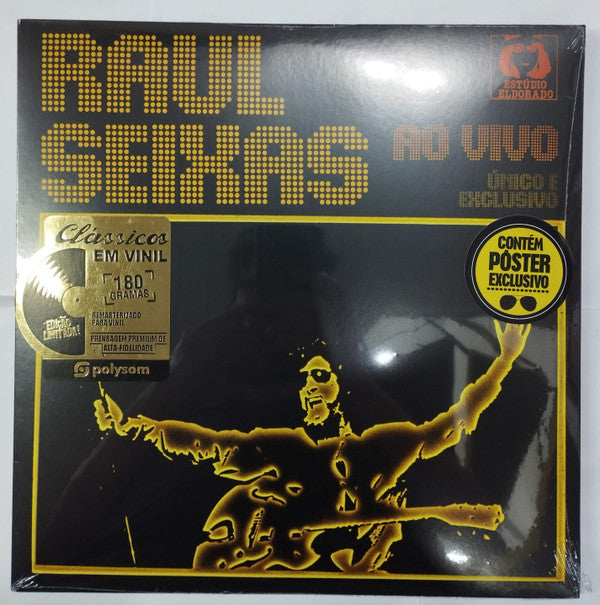 RAUL
SEIXAS
ESTÚDIO
ELDORADO
AO VIVO
ÚNICO E
EXCLUSIVO
Clássicos
EM VINIL
180
GRAMAS
EDIÇÃO
LIMITADA!
REMASTERIZADO
PARA VINIL
PRENSAGEM PREMIUM DE
ALTA-FIDELIDADE
polysom
CONTÉM
PÔSTER
EXCLUSIVO